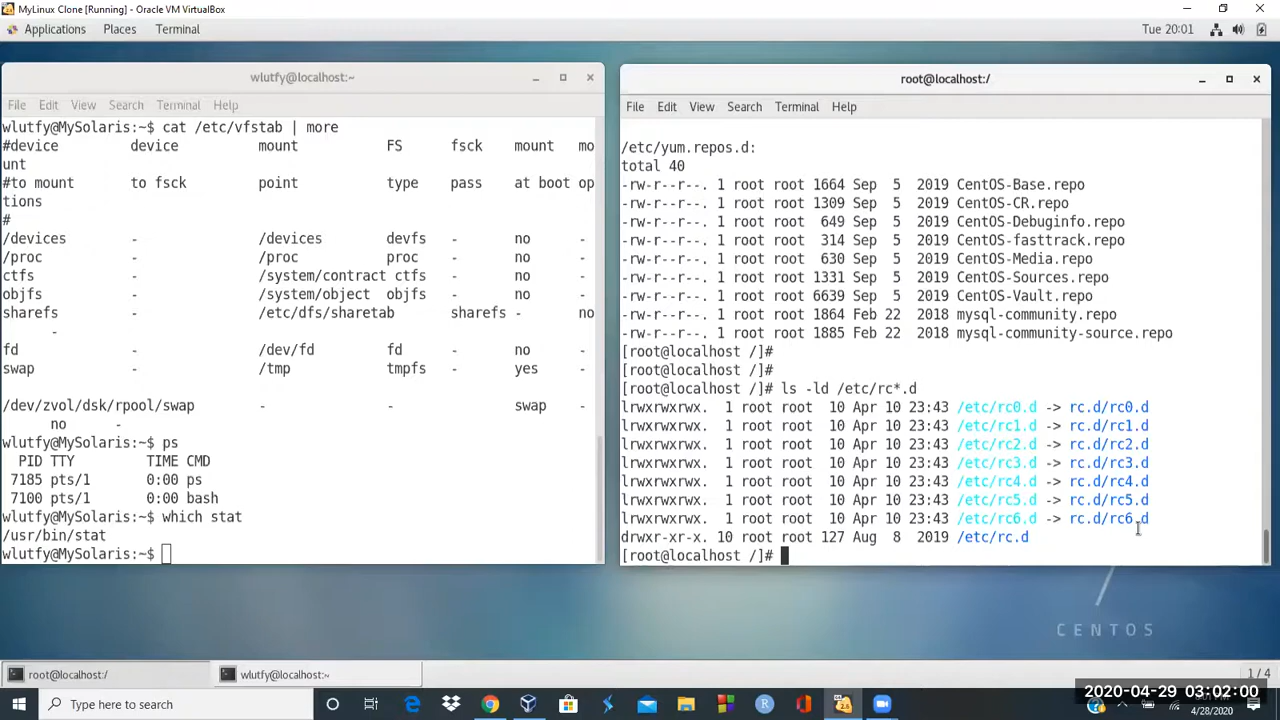 MyLinux Clone [Running] - Oracle VM VirtualBox
Applications Places Terminal
Tue 20:01
wlutfy@localhost:~
File Edit View Search Terminal Help
wlutfy@MySolaris:~$ cat /etc/vfstab | more
#device device mount FS fsck mount mo
unt
#to mount to fsck point type pass at boot op
tions
#
/devices - /devices devfs - no -
/proc - /proc proc - no -
ctfs - /system/contract ctfs - no -
objfs - /system/object objfs - no -
sharefs - /etc/dfs/sharetab sharefs - no
-
fd - /dev/fd fd - no -
swap - /tmp tmpfs - yes -
/dev/zvol/dsk/rpool/swap - - swap -
no -
wlutfy@MySolaris:~$ ps
PID TTY TIME CMD
7185 pts/1 0:00 ps
7100 pts/1 0:00 bash
wlutfy@MySolaris:~$ which stat
/usr/bin/stat
wlutfy@MySolaris:~$
root@localhost:/
File Edit View Search Terminal Help
/etc/yum.repos.d:
total 40
-rw-r--r--. 1 root root 1664 Sep 5 2019 CentOS-Base.repo
-rw-r--r--. 1 root root 1309 Sep 5 2019 CentOS-CR.repo
-rw-r--r--. 1 root root 649 Sep 5 2019 CentOS-Debuginfo.repo
-rw-r--r--. 1 root root 314 Sep 5 2019 CentOS-fasttrack.repo
-rw-r--r--. 1 root root 630 Sep 5 2019 CentOS-Media.repo
-rw-r--r--. 1 root root 1331 Sep 5 2019 CentOS-Sources.repo
-rw-r--r--. 1 root root 6639 Sep 5 2019 CentOS-Vault.repo
-rw-r--r--. 1 root root 1864 Feb 22 2018 mysql-community.repo
-rw-r--r--. 1 root root 1885 Feb 22 2018 mysql-community-source.repo
[root@localhost /]#
[root@localhost /]#
[root@localhost /]# ls -ld /etc/rc*.d
lrwxrwxrwx. 1 root root 10 Apr 10 23:43 /etc/rc0.d -> rc.d/rc0.d
lrwxrwxrwx. 1 root root 10 Apr 10 23:43 /etc/rc1.d -> rc.d/rc1.d
lrwxrwxrwx. 1 root root 10 Apr 10 23:43 /etc/rc2.d -> rc.d/rc2.d
lrwxrwxrwx. 1 root root 10 Apr 10 23:43 /etc/rc3.d -> rc.d/rc3.d
lrwxrwxrwx. 1 root root 10 Apr 10 23:43 /etc/rc4.d -> rc.d/rc4.d
lrwxrwxrwx. 1 root root 10 Apr 10 23:43 /etc/rc5.d -> rc.d/rc5.d
lrwxrwxrwx. 1 root root 10 Apr 10 23:43 /etc/rc6.d -> rc.d/rc6.d
drwxr-xr-x. 10 root root 127 Aug 8 2019 /etc/rc.d
[root@localhost /]#
CENTOS
root@localhost:/
wlutfy@localhost:~
1 / 4
Type here to search
2020-04-29 03:02:00
4/28/2020